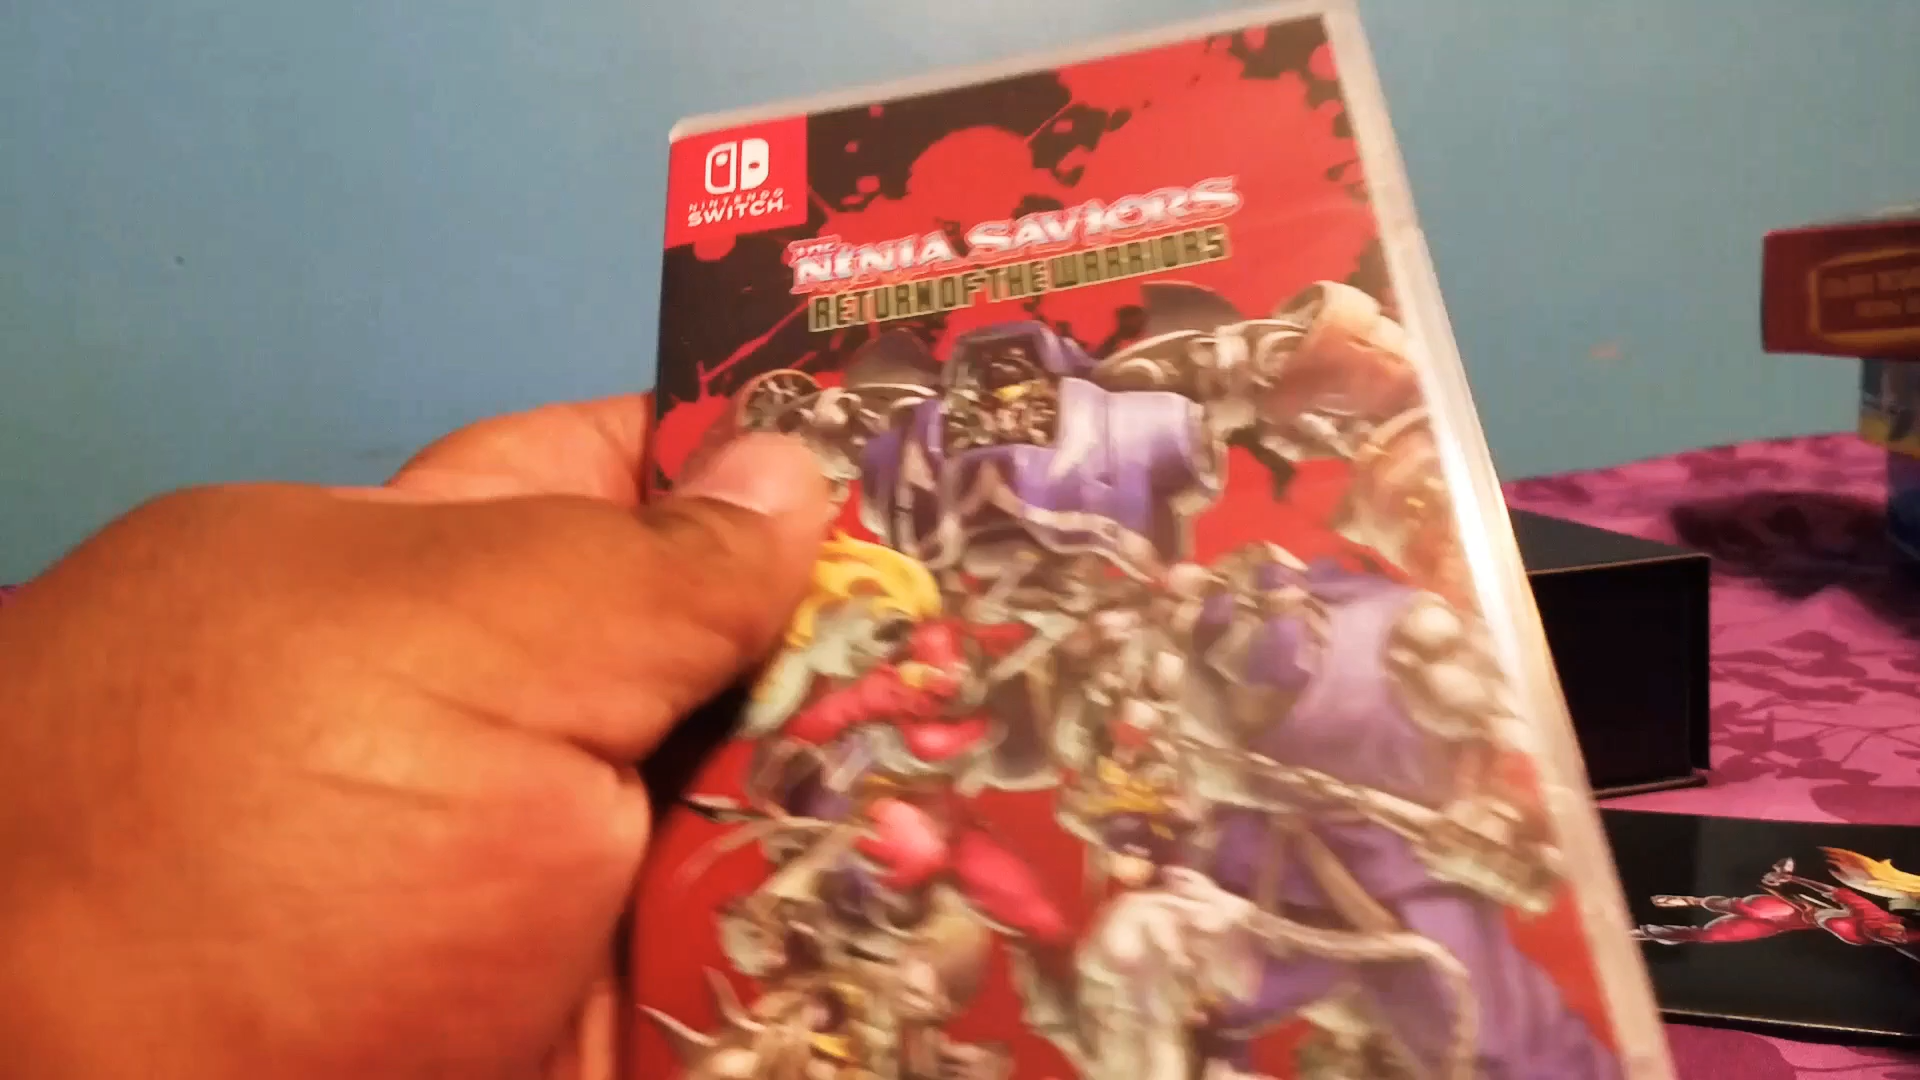 NINTENDO
SWITCH
THE
NINJA SAVIORS
RETURN OF THE WARRIORS